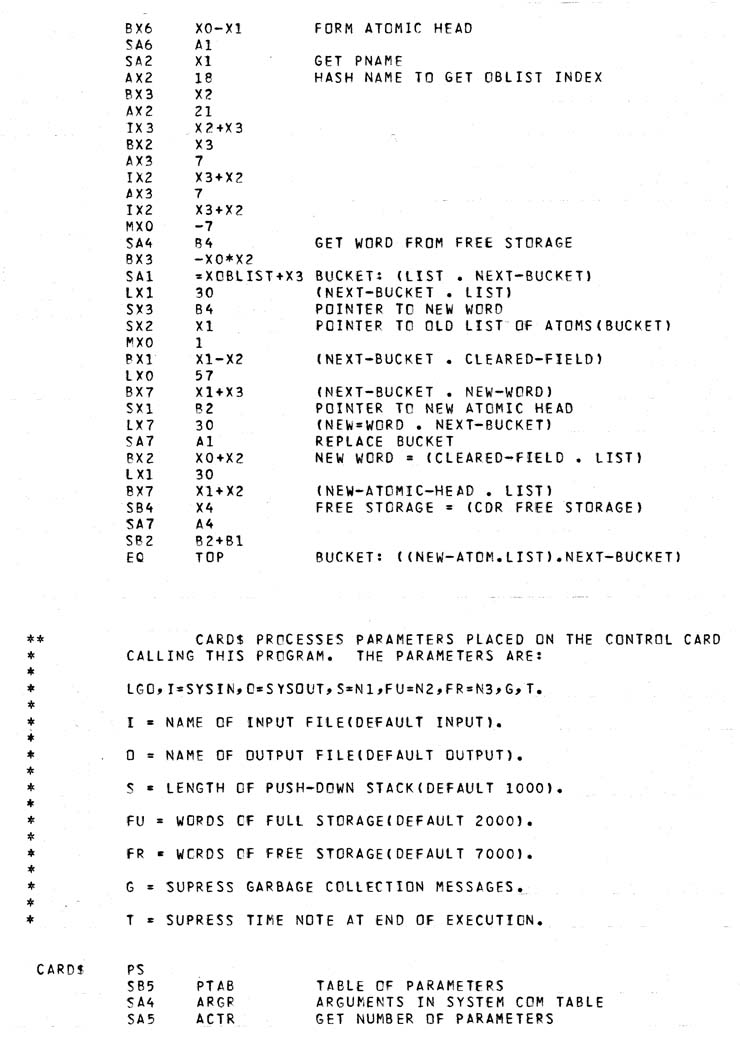 BX6 X0-X1 FORM ATOMIC HEAD
SA6 A1
SA2 X1 GET PNAME
AX2 18 HASH NAME TO GET OBLIST INDEX
BX3 X2
AX2 21
IX3 X2+X3
BX2 X3
AX3 7
IX2 X3+X2
AX3 7
IX2 X3+X2
MX0 -7
SA4 B4 GET WORD FROM FREE STORAGE
BX3 -X0*X2
SA1 =XOBLIST+X3 BUCKET: (LIST . NEXT-BUCKET)
LX1 30 (NEXT-BUCKET . LIST)
SX3 B4 POINTER TO NEW WORD
SX2 X1 POINTER TO OLD LIST OF ATOMS(BUCKET)
MX0 1
BX1 X1-X2 (NEXT-BUCKET . CLEARED-FIELD)
LX0 57
BX7 X1+X3 (NEXT-BUCKET . NEW-WORD)
SX1 B2 POINTER TO NEW ATOMIC HEAD
LX7 30 (NEW=WORD . NEXT-BUCKET)
SA7 A1 REPLACE BUCKET
BX2 X0+X2 NEW WORD = (CLEARED-FIELD . LIST)
LX1 30
BX7 X1+X2 (NEW-ATOMIC-HEAD . LIST)
SB4 X4 FREE STORAGE = (CDR FREE STORAGE)
SA7 A4
SB2 B2+B1
EQ TOP BUCKET: ((NEW-ATOM.LIST).NEXT-BUCKET)
** CARD$ PROCESSES PARAMETERS PLACED ON THE CONTROL CARD
* CALLING THIS PROGRAM. THE PARAMETERS ARE:
*
* LGO,I=SYSIN,O=SYSOUT,S=N1,FU=N2,FR=N3,G,T.
*
* I = NAME OF INPUT FILE(DEFAULT INPUT).
*
* O = NAME OF OUTPUT FILE(DEFAULT OUTPUT).
*
* S = LENGTH OF PUSH-DOWN STACK(DEFAULT 1000).
*
* FU = WORDS OF FULL STORAGE(DEFAULT 2000).
*
* FR = WORDS OF FREE STORAGE(DEFAULT 7000).
*
* G = SUPRESS GARBAGE COLLECTION MESSAGES.
*
* T = SUPRESS TIME NOTE AT END OF EXECUTION.
CARD$ PS
SB5 PTAB TABLE OF PARAMETERS
SA4 ARGR ARGUMENTS IN SYSTEM COM TABLE
SA5 ACTR GET NUMBER OF PARAMETERS